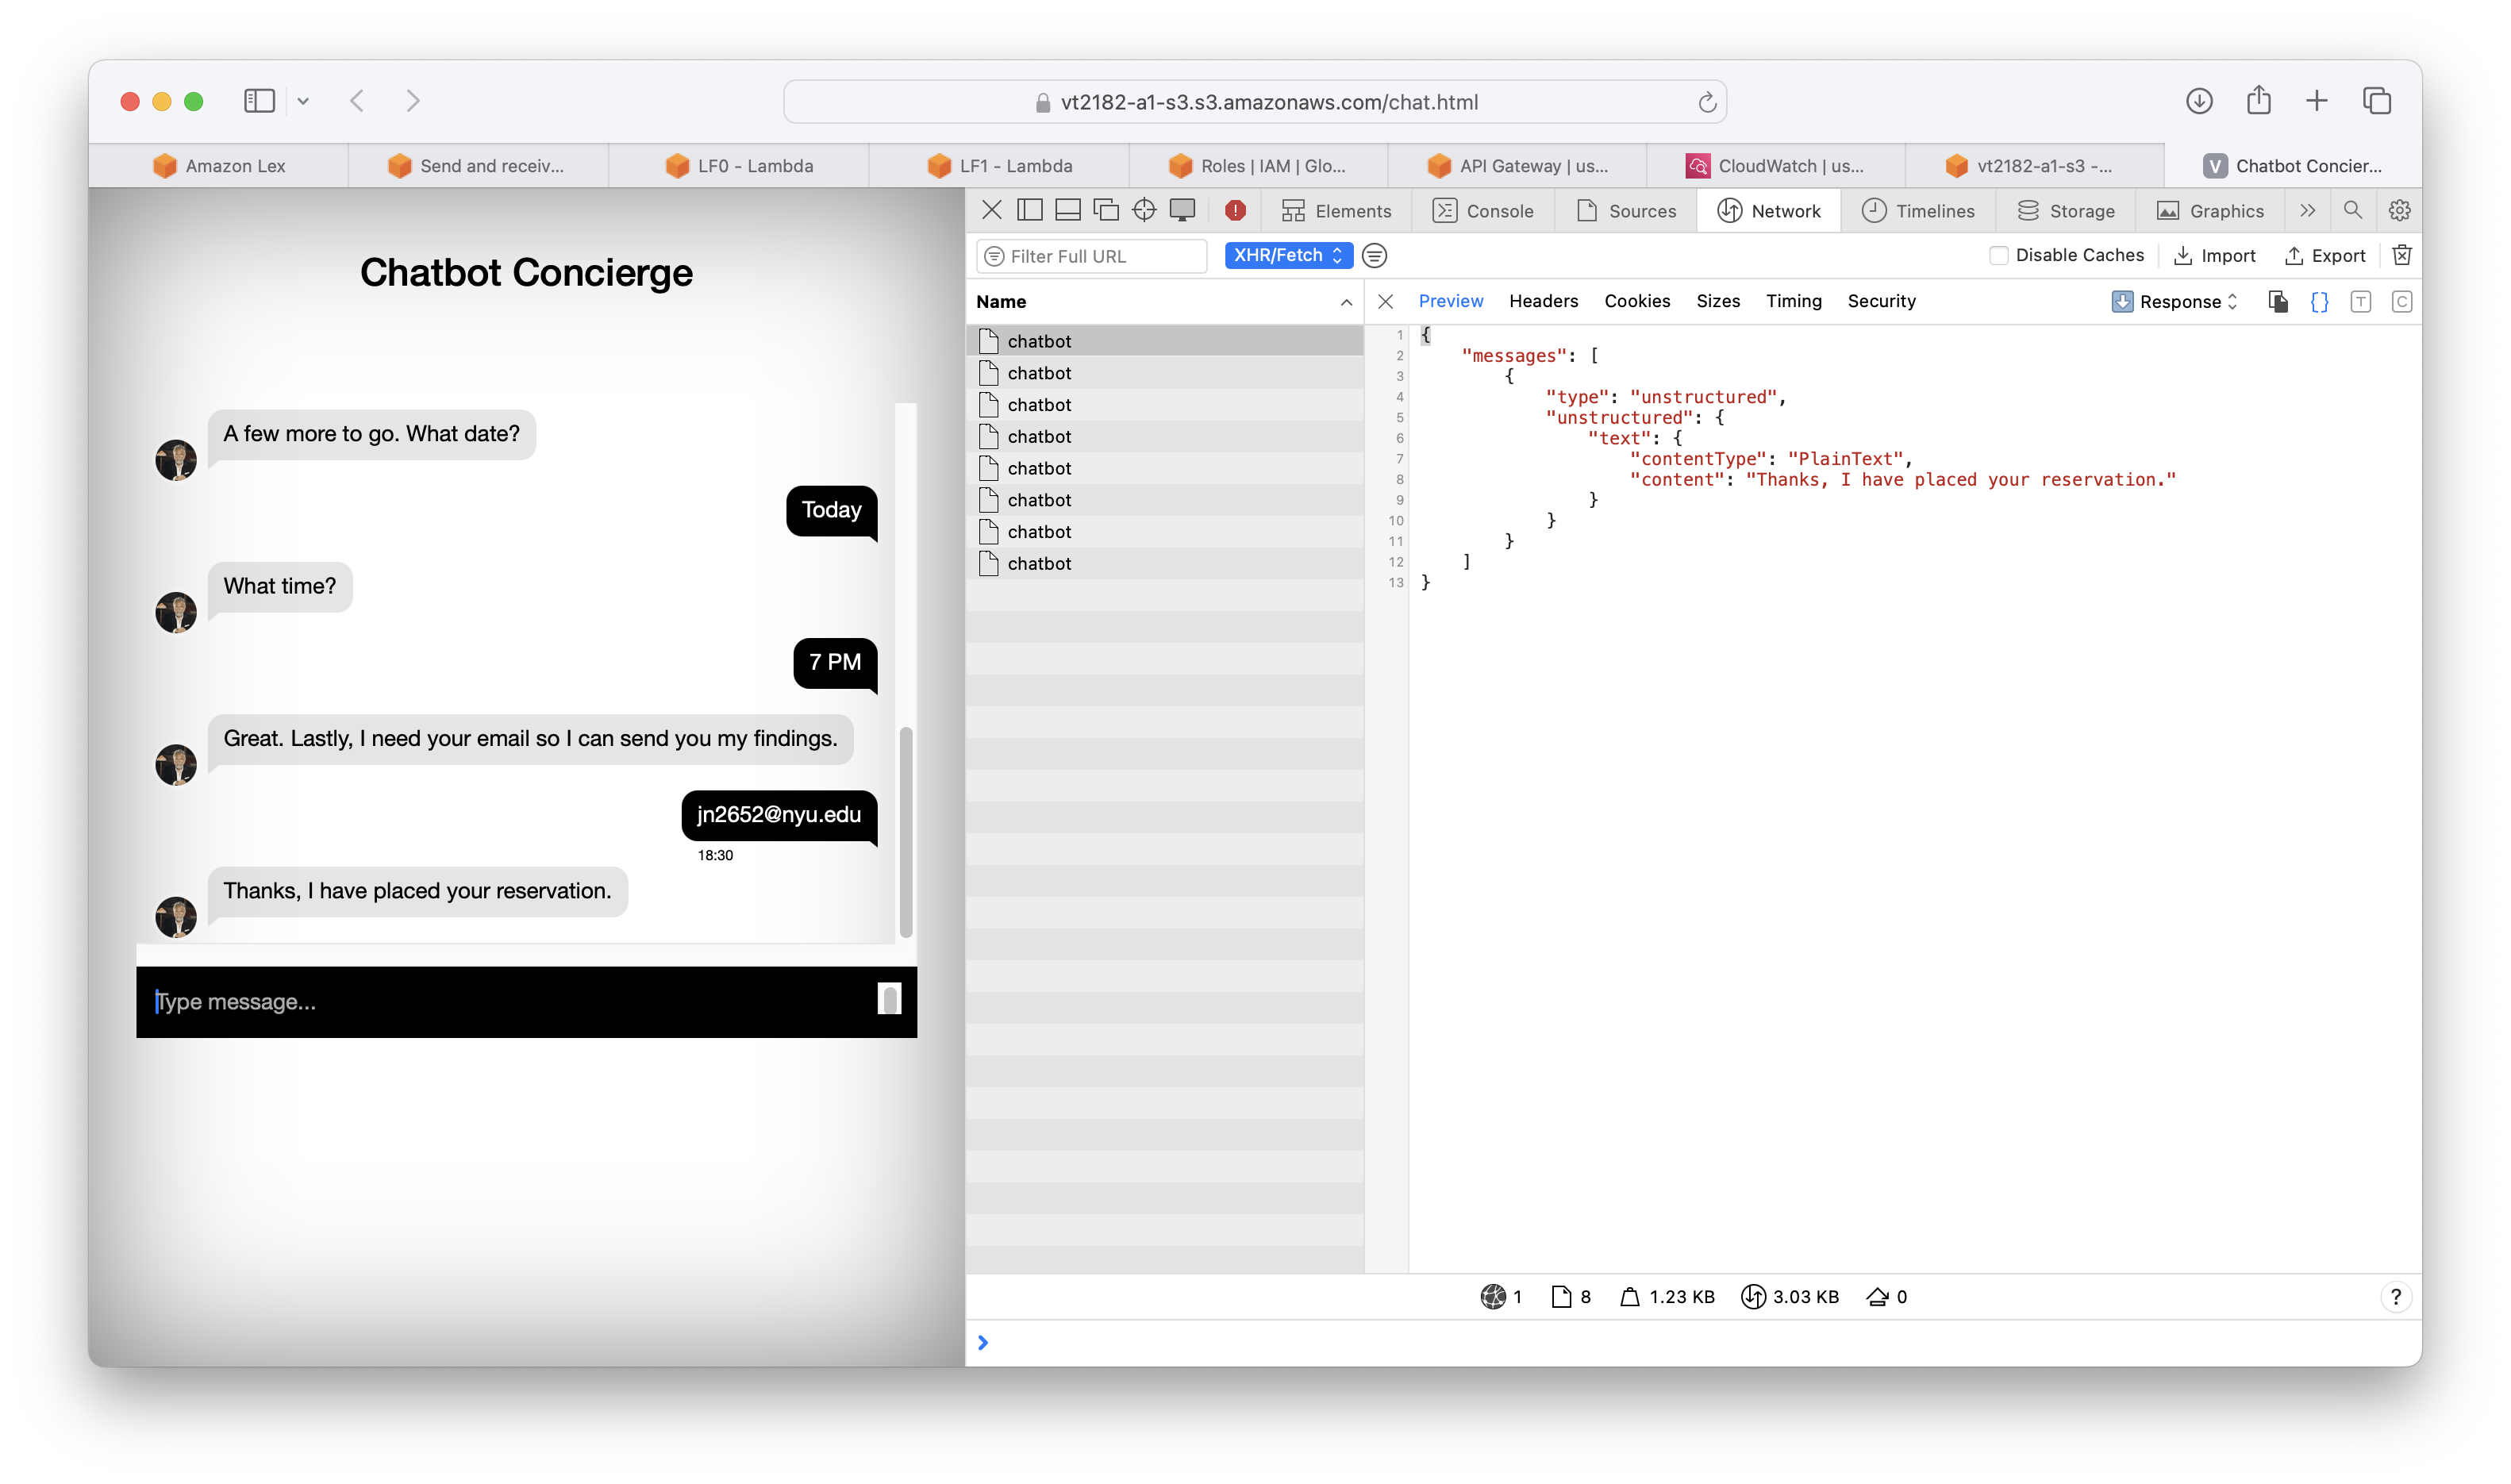 vt2182-a1-s3.s3.amazonaws.com/chat.html
Amazon Lex
Send and receiv...
LF0 - Lambda
LF1 - Lambda
Roles | IAM | Glo...
API Gateway | us...
CloudWatch | us...
vt2182-a1-s3 -...
V Chatbot Concier...
Chatbot Concierge
A few more to go. What date?
Today
What time?
7 PM
Great. Lastly, I need your email so I can send you my findings.
jn2652@nyu.edu
18:30
Thanks, I have placed your reservation.
Type message...
Elements
Console
Sources
Network
Timelines
Storage
Graphics
Filter Full URL
XHR/Fetch
Disable Caches
Import
Export
Name
chatbot
chatbot
chatbot
chatbot
chatbot
chatbot
chatbot
chatbot
Preview
Headers
Cookies
Sizes
Timing
Security
Response
{}
T
C
1 {
2 "messages": [
3 {
4 "type": "unstructured",
5 "unstructured": {
6 "text": {
7 "contentType": "PlainText",
8 "content": "Thanks, I have placed your reservation."
9 }
10 }
11 }
12 ]
13 }
1
8
1.23 KB
3.03 KB
0
?